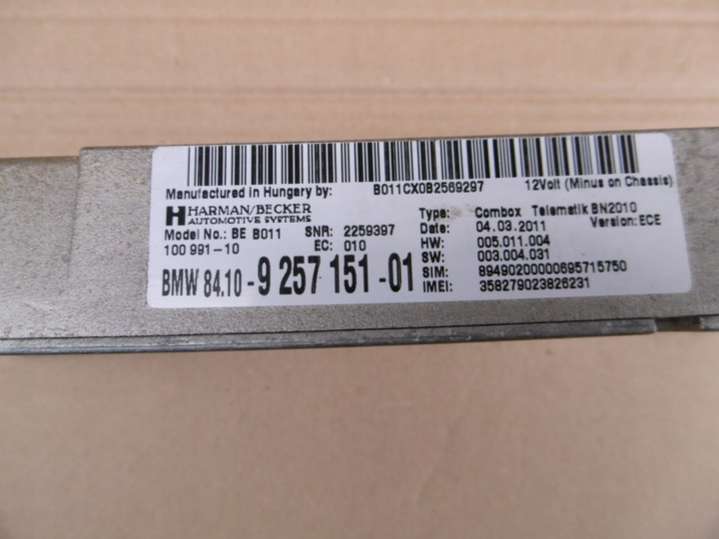 Manufactured in Hungary by: B011CX0B2569297 12Volt (Minus on Chassis)
HARMAN/BECKER
AUTOMOTIVE SYSTEMS
Model No.: BE B011 SNR: 2259397
100 991-10 EC: 010
BMW 84.10-9 257 151-01
Type: Combox Telematik BN2010
Date: 04.03.2011 Version: ECE
HW: 005.011.004
SW: 003.004.031
SIM: 89490200000695715750
IMEI: 358279023826231